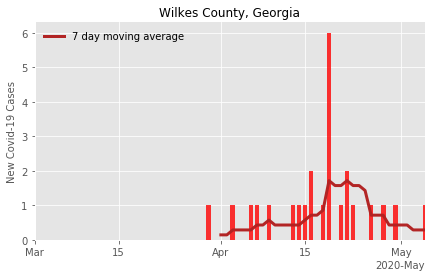 Wilkes County, Georgia
7 day moving average
New Covid-19 Cases
6
5
4
3
2
1
0
Mar
15
Apr
15
May
2020-May